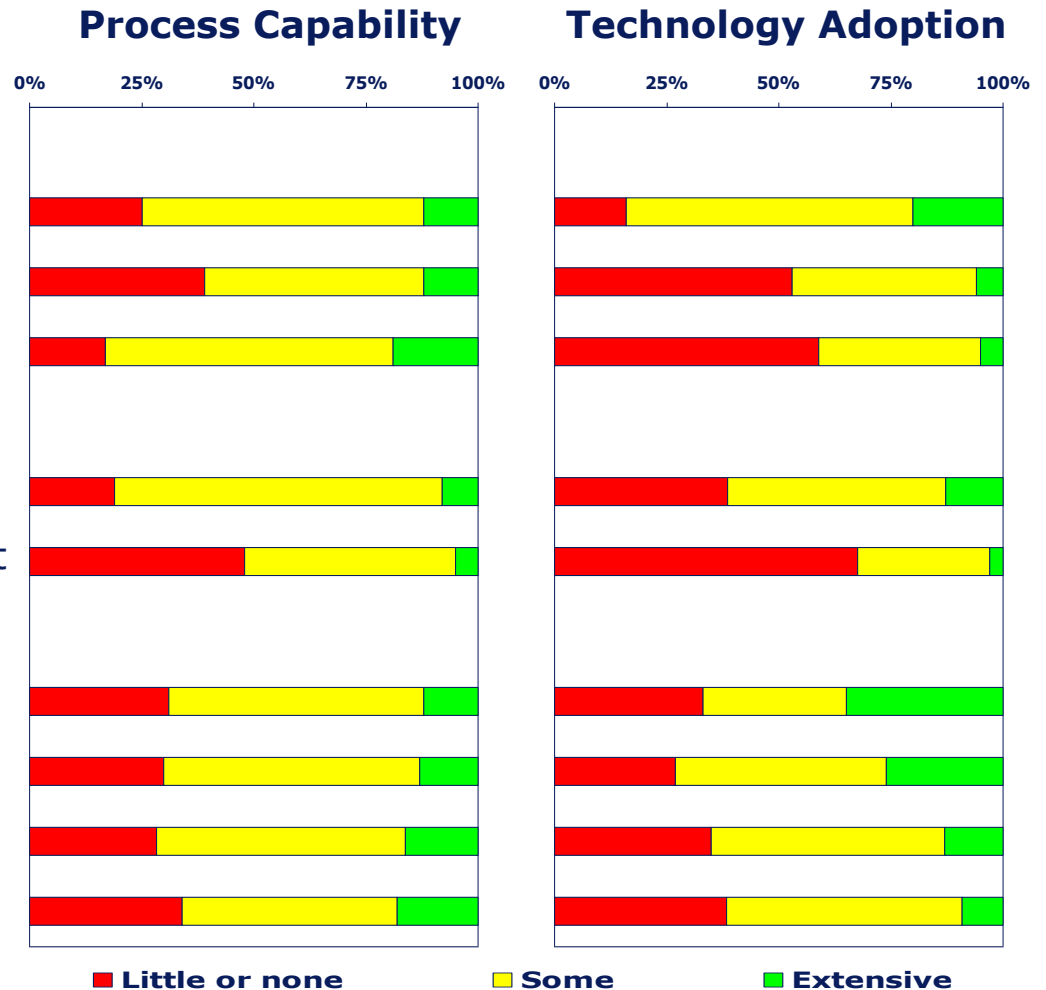 Process Capability Technology Adoption
0% 25% 50% 75% 100% 0% 25% 50% 75% 100%
t
Little or none Some Extensive